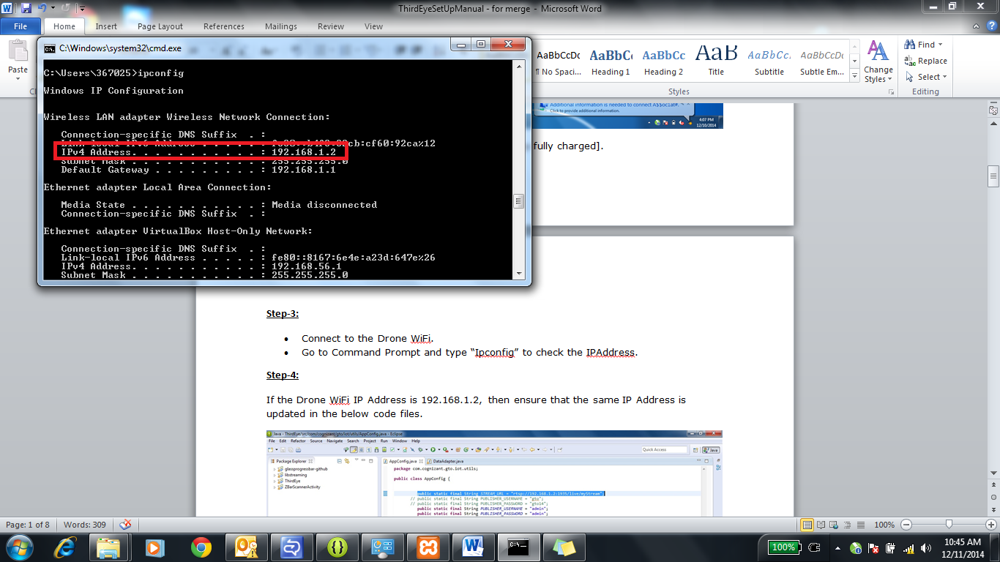 ThirdEyeSetUpManual - for merge - Microsoft Word
File Home Insert Page Layout References Mailings Review View
Paste
AaBbCcDc AaBbCc AaBbCc AaB AaBbCc. AaBbCcDc
¶ No Spaci... Heading 1 Heading 2 Title Subtitle Subtle Em...
Change Styles
Find
Replace
Select
Styles
Editing
C:\Windows\system32\cmd.exe
C:\Users\367025>ipconfig
Windows IP Configuration
Wireless LAN adapter Wireless Network Connection:
Connection-specific DNS Suffix . :
Link-local IPv6 Address . . . . . : cb:cf60:92ca%12
IPv4 Address. . . . . . . . . . . : 192.168.1.2
Subnet Mask . . . . . . . . . . . : 255.255.255.0
Default Gateway . . . . . . . . . : 192.168.1.1
Ethernet adapter Local Area Connection:
Media State . . . . . . . . . . . : Media disconnected
Connection-specific DNS Suffix . :
Ethernet adapter VirtualBox Host-Only Network:
Connection-specific DNS Suffix . :
Link-local IPv6 Address . . . . . : fe80::8167:6e4e:a23d:647e%26
IPv4 Address. . . . . . . . . . . : 192.168.56.1
Subnet Mask . . . . . . . . . . . : 255.255.255.0
Additional information is needed to connect A$$ociat#.
Click to provide additional information.
4:07 PM
12/10/2014
fully charged].
Step-3:
• Connect to the Drone WiFi.
• Go to Command Prompt and type “Ipconfig” to check the IPAddress.
Step-4:
If the Drone WiFi IP Address is 192.168.1.2, then ensure that the same IP Address is
updated in the below code files.
Java - ThirdEye/src/com/cognizant/gto/iot/utils/AppConfig.java - Eclipse
File Edit Refactor Source Navigate Search Project Run Window Help
Quick Access
Java
Package Explorer
AppConfig.java DataAdapter.java
glassprogressbar-github
libstreaming
ThirdEye
ZBarScannerActivity
package com.cognizant.gto.iot.utils;
public class AppConfig {
public static final String STREAM_URL = "rtsp://192.168.1.2:1935/live/myStream";
// public static final String PUBLISHER_USERNAME = "gto";
// public static final String PUBLISHER_PASSWORD = "gto14";
public static final String PUBLISHER_USERNAME = "admin";
public static final String PUBLISHER_PASSWORD = "admin";
Page: 1 of 8 Words: 309
100%
100%
10:45 AM
12/11/2014